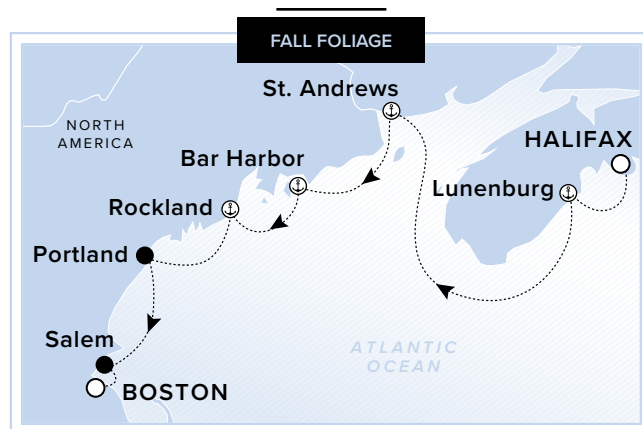 FALL FOLIAGE
St. Andrews
NORTH
AMERICA
HALIFAX
Bar Harbor
Lunenburg
Rockland
Portland
Salem
ATLANTIC
OCEAN
BOSTON